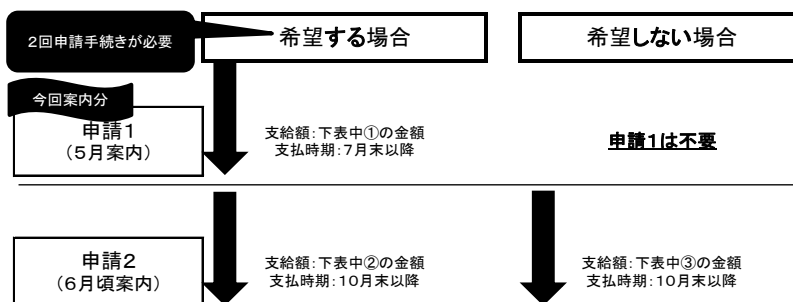 2回申請手続きが必要
希望する場合
希望しない場合
今回案内分
申請1
(5月案内)
支給額:下表中①の金額
支払時期:7月末以降
申請1は不要
申請2
(6月頃案内)
支給額:下表中②の金額
支払時期:10月末以降
支給額:下表中③の金額
支払時期:10月末以降